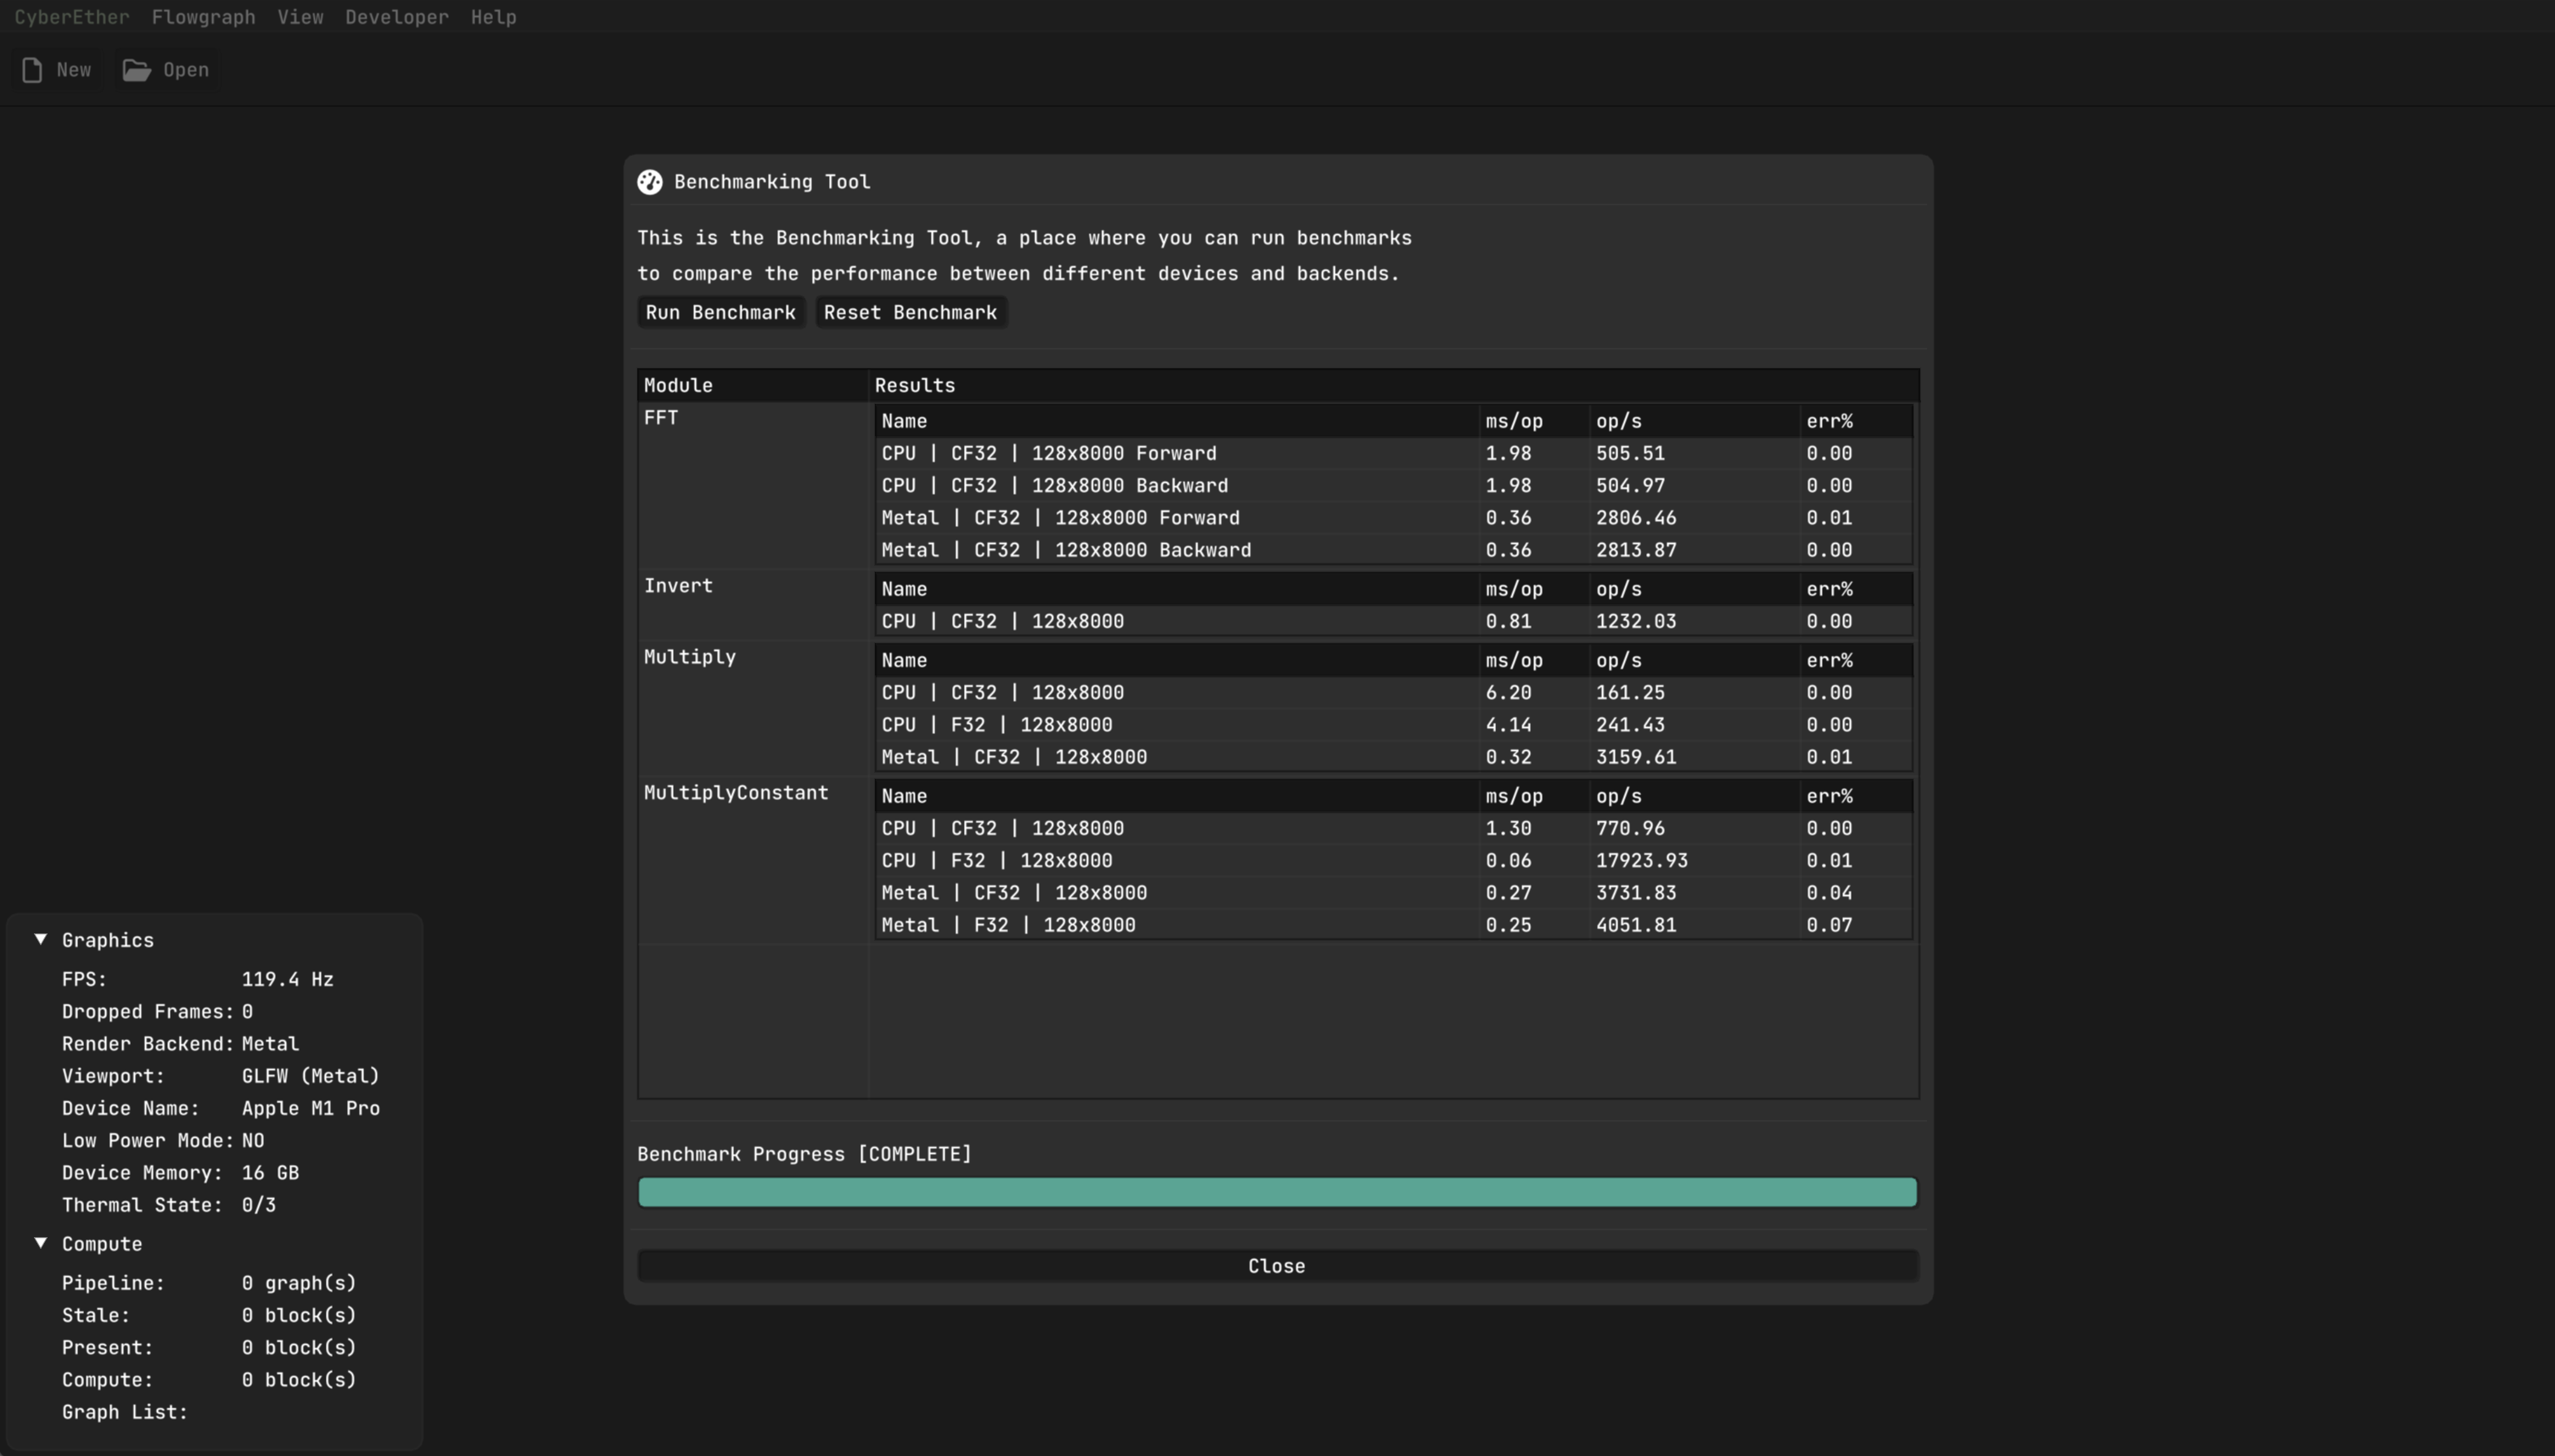 CyberEther Flowgraph View Developer Help
New Open
Benchmarking Tool
This is the Benchmarking Tool, a place where you can run benchmarks
to compare the performance between different devices and backends.
Run Benchmark Reset Benchmark
Module Results
FFT
Name ms/op op/s err%
CPU | CF32 | 128x8000 Forward 1.98 505.51 0.00
CPU | CF32 | 128x8000 Backward 1.98 504.97 0.00
Metal | CF32 | 128x8000 Forward 0.36 2806.46 0.01
Metal | CF32 | 128x8000 Backward 0.36 2813.87 0.00
Invert
Name ms/op op/s err%
CPU | CF32 | 128x8000 0.81 1232.03 0.00
Multiply
Name ms/op op/s err%
CPU | CF32 | 128x8000 6.20 161.25 0.00
CPU | F32 | 128x8000 4.14 241.43 0.00
Metal | CF32 | 128x8000 0.32 3159.61 0.01
MultiplyConstant
Name ms/op op/s err%
CPU | CF32 | 128x8000 1.30 770.96 0.00
CPU | F32 | 128x8000 0.06 17923.93 0.01
Metal | CF32 | 128x8000 0.27 3731.83 0.04
Metal | F32 | 128x8000 0.25 4051.81 0.07
Benchmark Progress [COMPLETE]
Close
Graphics
FPS: 119.4 Hz
Dropped Frames: 0
Render Backend: Metal
Viewport: GLFW (Metal)
Device Name: Apple M1 Pro
Low Power Mode: NO
Device Memory: 16 GB
Thermal State: 0/3
Compute
Pipeline: 0 graph(s)
Stale: 0 block(s)
Present: 0 block(s)
Compute: 0 block(s)
Graph List: